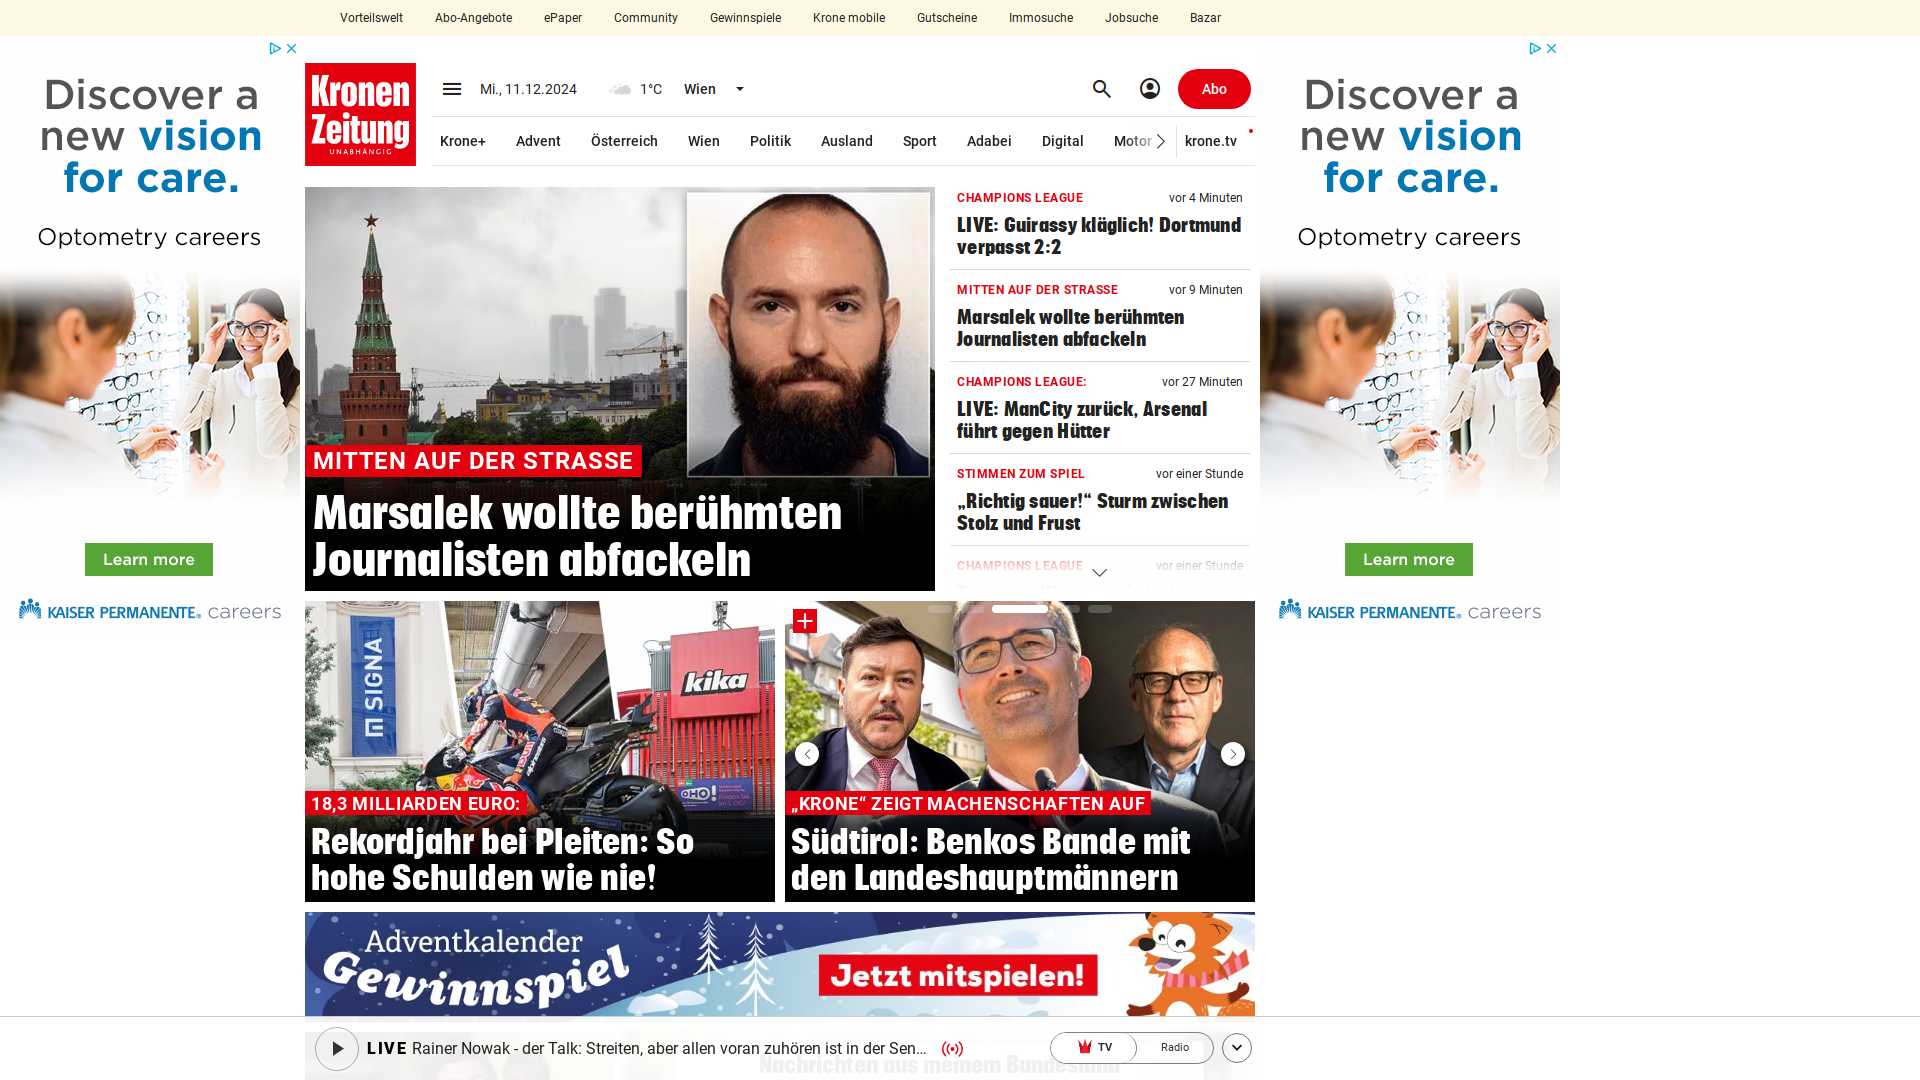 Vorteilswelt Abo-Angebote ePaper Community Gewinnspiele Krone mobile Gutscheine Immosuche Jobsuche Bazar
Discover a
new vision
for care.
Optometry careers
Learn more
KAISER PERMANENTE® careers
Kronen
Zeitung
UNABHÄNGIG
Mi., 11.12.2024 1°C Wien
Abo
Krone+ Advent Österreich Wien Politik Ausland Sport Adabei Digital Motor krone.tv
MITTEN AUF DER STRASSE
Marsalek wollte berühmten
Journalisten abfackeln
CHAMPIONS LEAGUE vor 4 Minuten
LIVE: Guirassy kläglich! Dortmund
verpasst 2:2
MITTEN AUF DER STRASSE vor 9 Minuten
Marsalek wollte berühmten
Journalisten abfackeln
CHAMPIONS LEAGUE: vor 27 Minuten
LIVE: ManCity zurück, Arsenal
führt gegen Hütter
STIMMEN ZUM SPIEL vor einer Stunde
„Richtig sauer!“ Sturm zwischen
Stolz und Frust
CHAMPIONS LEAGUE vor einer Stunde
Discover a
new vision
for care.
Optometry careers
Learn more
KAISER PERMANENTE® careers
SIGNA
kika
OHO!
18,3 MILLIARDEN EURO:
Rekordjahr bei Pleiten: So
hohe Schulden wie nie!
„KRONE“ ZEIGT MACHENSCHAFTEN AUF
Südtirol: Benkos Bande mit
den Landeshauptmännern
Adventkalender
Gewinnspiel
Jetzt mitspielen!
LIVE Rainer Nowak - der Talk: Streiten, aber allen voran zuhören ist in der Sen...
TV Radio
Nachrichten aus meinem Bundesland